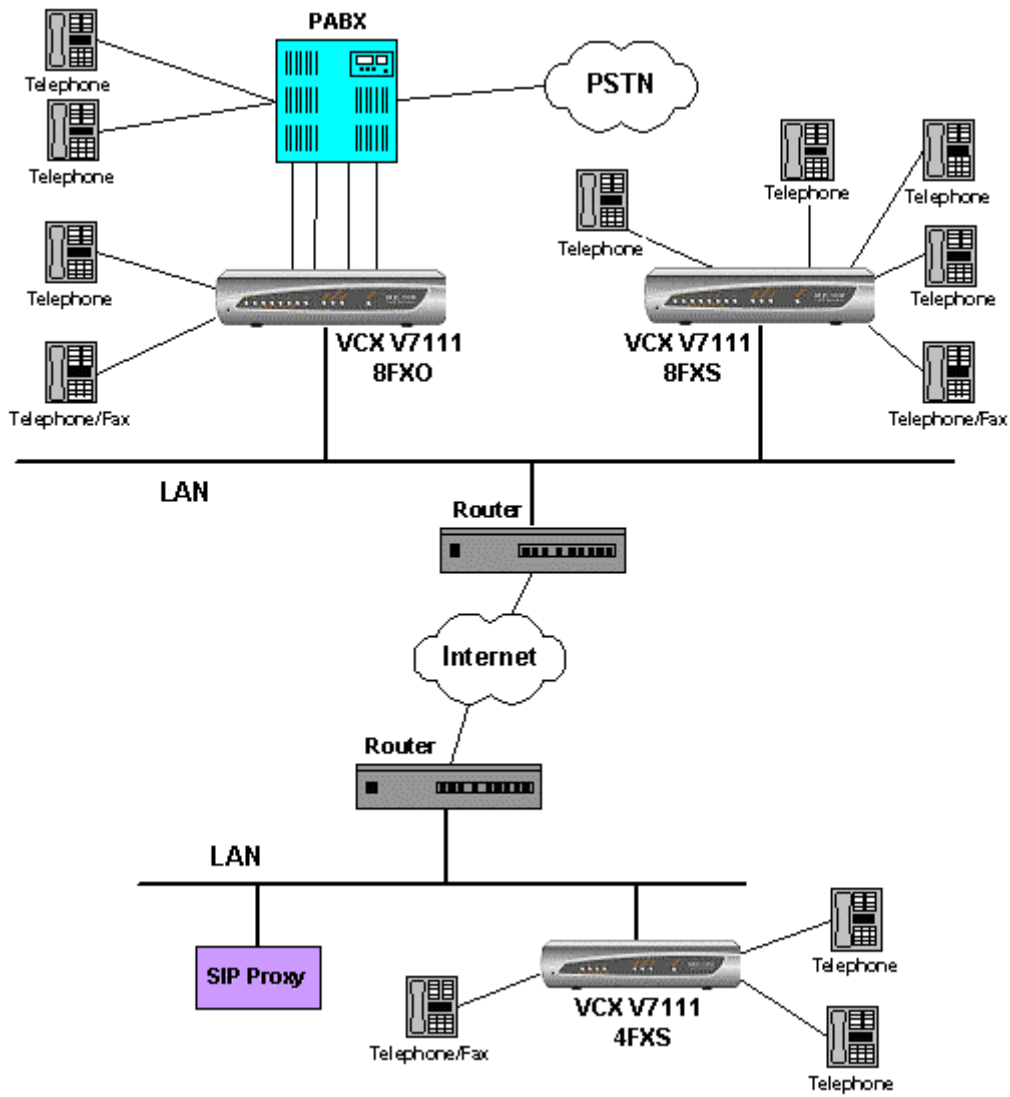 PABX
Telephone
PSTN
Telephone
Telephone
Telephone
Telephone
Telephone
Telephone
Telephone
VCX V7111
8FXO
VCX V7111
8FXS
Telephone/Fax
Telephone/Fax
LAN
Router
Internet
Router
LAN
SIP Proxy
Telephone
VCX V7111
4FXS
Telephone/Fax
Telephone